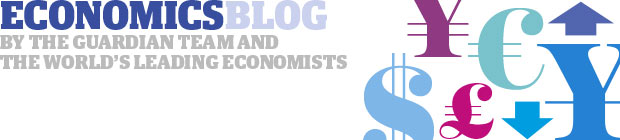 ECONOMICSBLOG
BY THE GUARDIAN TEAM AND
THE WORLD'S LEADING ECONOMISTS
¥ € $ £ ¥